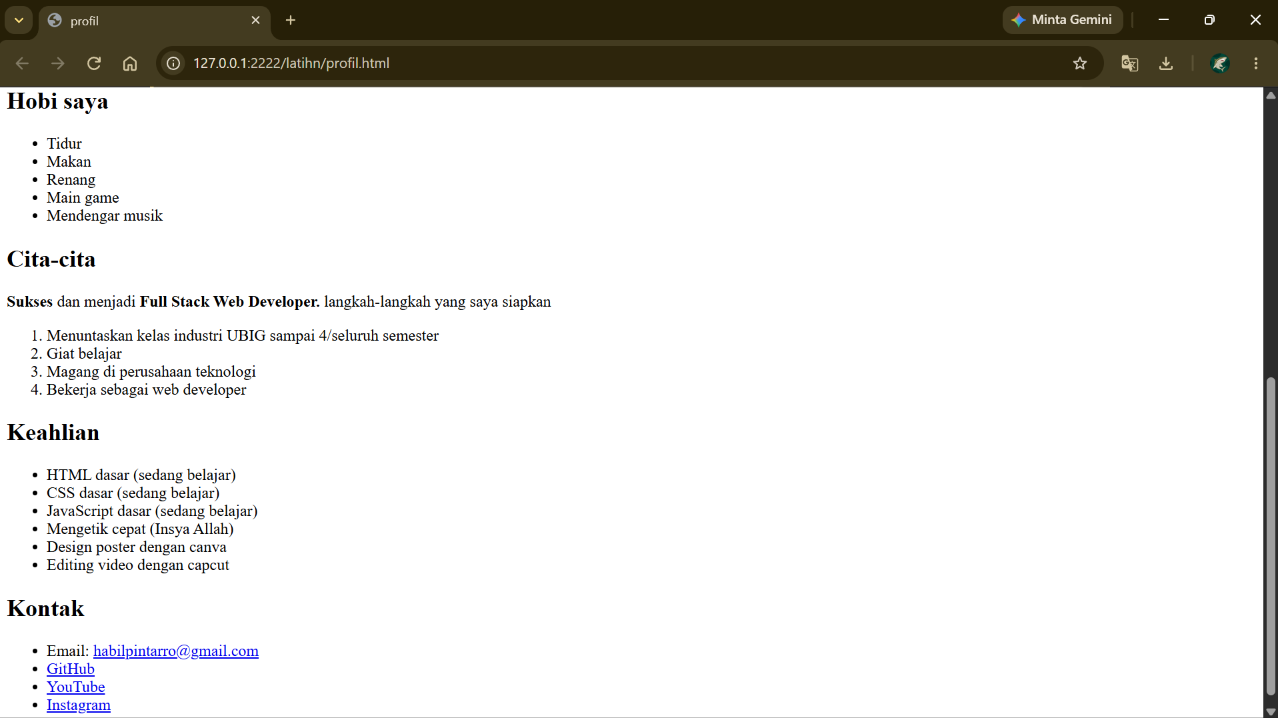 profil
Minta Gemini
127.0.0.1:2222/latihn/profil.html
Hobi saya
• Tidur
• Makan
• Renang
• Main game
• Mendengar musik
Cita-cita
Sukses dan menjadi Full Stack Web Developer. langkah-langkah yang saya siapkan
1. Menuntaskan kelas industri UBIG sampai 4/seluruh semester
2. Giat belajar
3. Magang di perusahaan teknologi
4. Bekerja sebagai web developer
Keahlian
• HTML dasar (sedang belajar)
• CSS dasar (sedang belajar)
• JavaScript dasar (sedang belajar)
• Mengetik cepat (Insya Allah)
• Design poster dengan canva
• Editing video dengan capcut
Kontak
• Email: habilpintarro@gmail.com
• GitHub
• YouTube
• Instagram